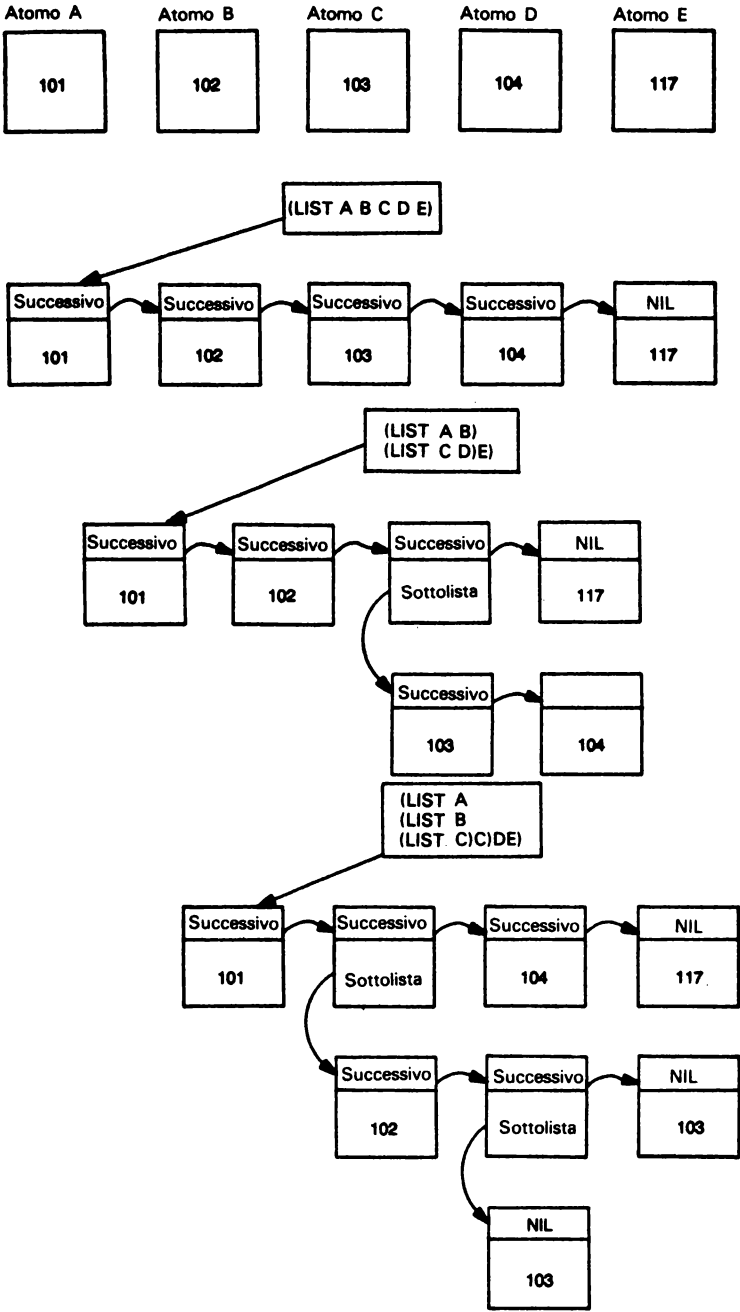 Atomo A Atomo B Atomo C Atomo D Atomo E
101 102 103 104 117
(LIST A B C D E)
Successivo Successivo Successivo Successivo NIL
101 102 103 104 117
(LIST A B)
(LIST C D)E)
Successivo Successivo Successivo NIL
101 102 Sottolista 117
Successivo
103 104
(LIST A
(LIST B
(LIST C)C)DE)
Successivo Successivo Successivo NIL
101 Sottolista 104 117
Successivo Successivo NIL
102 Sottolista 103
NIL
103